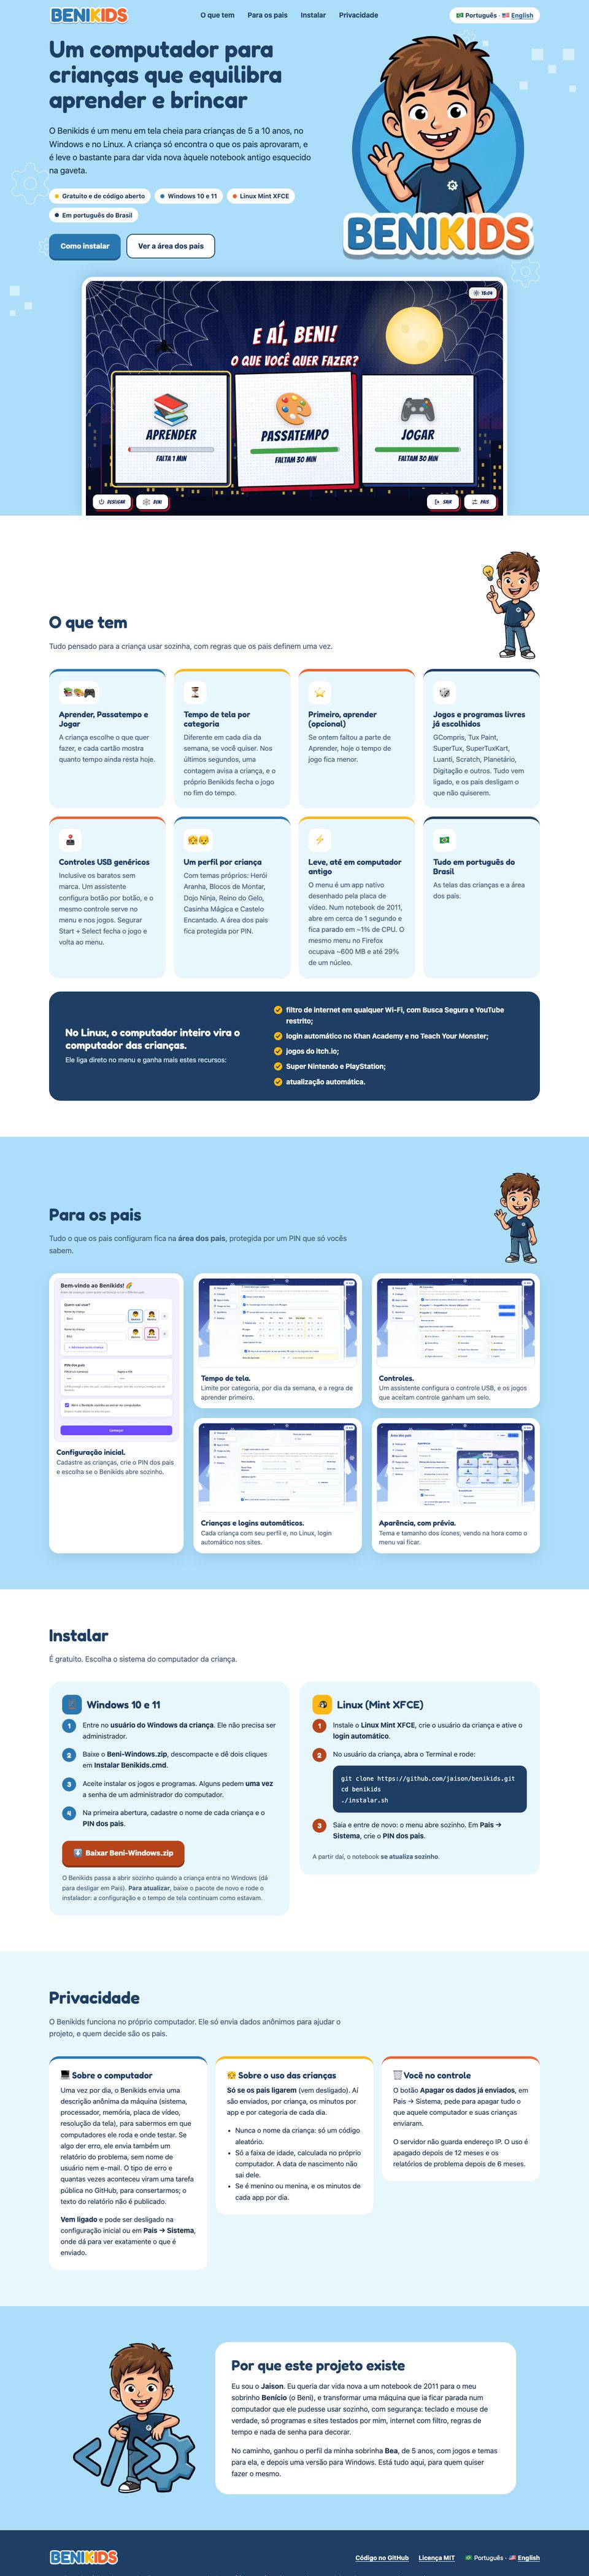 BENIKIDS
O que tem
Para os pais
Instalar
Privacidade
Português · English
Um computador para
crianças que equilibra
aprender e brincar
O Benikids é um menu em tela cheia para crianças de 5 a 10 anos, no
Windows e no Linux. A criança só encontra o que os pais aprovaram, e
é leve o bastante para dar vida nova àquele notebook antigo esquecido
na gaveta.
Gratuito e de código aberto
Windows 10 e 11
Linux Mint XFCE
Em português do Brasil
Como instalar
Ver a área dos pais
BENIKIDS
E AÍ, BENI!
O QUE VOCÊ QUER FAZER?
APRENDER
FALTA 1 MIN
PASSATEMPO
FALTAM 30 MIN
JOGAR
FALTAM 30 MIN
DESLIGAR
BENI
SAIR
PAIS
O que tem
Tudo pensado para a criança usar sozinha, com regras que os pais definem uma vez.
Aprender, Passatempo e
Jogar
A criança escolhe o que quer
fazer, e cada cartão mostra
quanto tempo ainda resta hoje.
Tempo de tela por
categoria
Diferente em cada dia da
semana, se você quiser. Nos
últimos segundos, uma
contagem avisa a criança, e o
próprio Benikids fecha o jogo
no fim do tempo.
Primeiro, aprender
(opcional)
Se ontem faltou a parte de
Aprender, hoje o tempo de
jogo fica menor.
Jogos e programas livres
já escolhidos
GCompris, Tux Paint,
SuperTux, SuperTuxKart,
Luanti, Scratch, Planetário,
Digitação e outros. Tudo vem
ligado, e os pais desligam o
que não quiserem.
Controles USB genéricos
Inclusive os baratos sem
marca. Um assistente
configura botão por botão, e o
mesmo controle serve no
menu e nos jogos. Segurar
Start + Select fecha o jogo e
volta ao menu.
Um perfil por criança
Com temas próprios: Herói
Aranha, Blocos de Montar,
Dojo Ninja, Reino do Gelo,
Casinha Mágica e Castelo
Encantado. A área dos pais
fica protegida por PIN.
Leve, até em computador
antigo
O menu é um app nativo
desenhado pela placa de
vídeo. Num notebook de 2011,
abre em cerca de 1 segundo e
fica parado em ~1% de CPU. O
mesmo menu no Firefox
ocupava ~600 MB e até 29%
de um núcleo.
Tudo em português do
Brasil
As telas das crianças e a área
dos pais.
No Linux, o computador inteiro vira o
computador das crianças.
Ele liga direto no menu e ganha mais estes recursos:
filtro de internet em qualquer Wi-Fi, com Busca Segura e YouTube
restrito;
login automático no Khan Academy e no Teach Your Monster;
jogos do itch.io;
Super Nintendo e PlayStation;
atualização automática.
Para os pais
Tudo o que os pais configuram fica na área dos pais, protegida por um PIN que só vocês
sabem.
Bem-vindo ao Benikids!
Quem vai usar?
PIN dos pais
Começar
Configuração inicial.
Cadastre as crianças, crie o PIN dos pais
e escolha se o Benikids abre sozinho.
Tempo de tela.
Limite por categoria, por dia da semana, e a regra de
aprender primeiro.
Controles.
Um assistente configura o controle USB, e os jogos
que aceitam controle ganham um selo.
Crianças e logins automáticos.
Cada criança com seu perfil e, no Linux, login
automático nos sites.
Área dos pais
Aparência, com prévia.
Tema e tamanho dos ícones, vendo na hora como o
menu vai ficar.
Instalar
É gratuito. Escolha o sistema do computador da criança.
Windows 10 e 11
1 Entre no usuário do Windows da criança. Ele não precisa ser
administrador.
2 Baixe o Beni-Windows.zip, descompacte e dê dois cliques
em Instalar Benikids.cmd.
3 Aceite instalar os jogos e programas. Alguns pedem uma vez
a senha de um administrador do computador.
4 Na primeira abertura, cadastre o nome de cada criança e o
PIN dos pais.
Baixar Beni-Windows.zip
O Benikids passa a abrir sozinho quando a criança entra no Windows (dá
para desligar em Pais). Para atualizar, baixe o pacote de novo e rode o
instalador: a configuração e o tempo de tela continuam como estavam.
Linux (Mint XFCE)
1 Instale o Linux Mint XFCE, crie o usuário da criança e ative o
login automático.
2 No usuário da criança, abra o Terminal e rode:
git clone https://github.com/jaison/benikids.git
cd benikids
./instalar.sh
3 Saia e entre de novo: o menu abre sozinho. Em Pais →
Sistema, crie o PIN dos pais.
A partir daí, o notebook se atualiza sozinho.
Privacidade
O Benikids funciona no próprio computador. Ele só envia dados anônimos para ajudar o
projeto, e quem decide são os pais.
Sobre o computador
Uma vez por dia, o Benikids envia uma
descrição anônima da máquina (sistema,
processador, memória, placa de vídeo,
resolução da tela), para sabermos em que
computadores ele roda e onde testar. Se
algo der erro, ele envia também um
relatório do problema, sem nome de
usuário nem e-mail. O tipo de erro e
quantas vezes aconteceu viram uma tarefa
pública no GitHub, para consertarmos; o
texto do relatório não é publicado.
Vem ligado e pode ser desligado na
configuração inicial ou em Pais → Sistema,
onde dá para ver exatamente o que é
enviado.
Sobre o uso das crianças
Só se os pais ligarem (vem desligado). Aí
são enviados, por criança, os minutos por
app e por categoria de cada dia.
• Nunca o nome da criança: só um código
aleatório.
• Só a faixa de idade, calculada no próprio
computador. A data de nascimento não
sai dele.
• Se é menino ou menina, e os minutos de
cada app por dia.
Você no controle
O botão Apagar os dados já enviados, em
Pais → Sistema, pede para apagar tudo o
que aquele computador e suas crianças
enviaram.
O servidor não guarda endereço IP. O uso é
apagado depois de 12 meses e os
relatórios de problema depois de 6 meses.
Por que este projeto existe
Eu sou o Jaison. Eu queria dar vida nova a um notebook de 2011 para o meu
sobrinho Benício (o Beni), e transformar uma máquina que ia ficar parada num
computador que ele pudesse usar sozinho, com segurança: teclado e mouse de
verdade, só programas e sites testados por mim, internet com filtro, regras de
tempo e nada de senha para decorar.
No caminho, ganhou o perfil da minha sobrinha Bea, de 5 anos, com jogos e temas
para ela, e depois uma versão para Windows. Está tudo aqui, para quem quiser
fazer o mesmo.
BENIKIDS
Código no GitHub
Licença MIT
Português · English